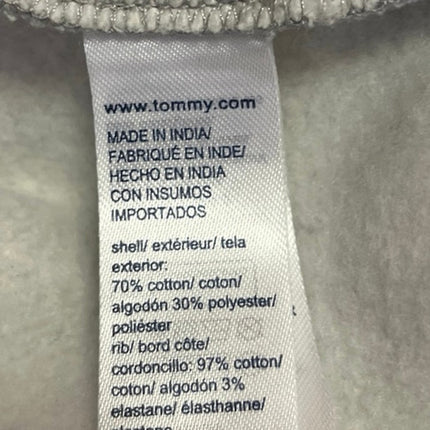 www.tommy.com
MADE IN INDIA/
FABRIQUÉ EN INDE/
HECHO EN INDIA
CON INSUMOS
IMPORTADOS
shell/ extérieur/ tela
exterior:
70% cotton/ coton/
algodón 30% polyester/
poliéster
rib/ bord côte/
cordoncillo: 97% cotton/
coton/ algodón 3%
elastane/ élasthanne/
elastano